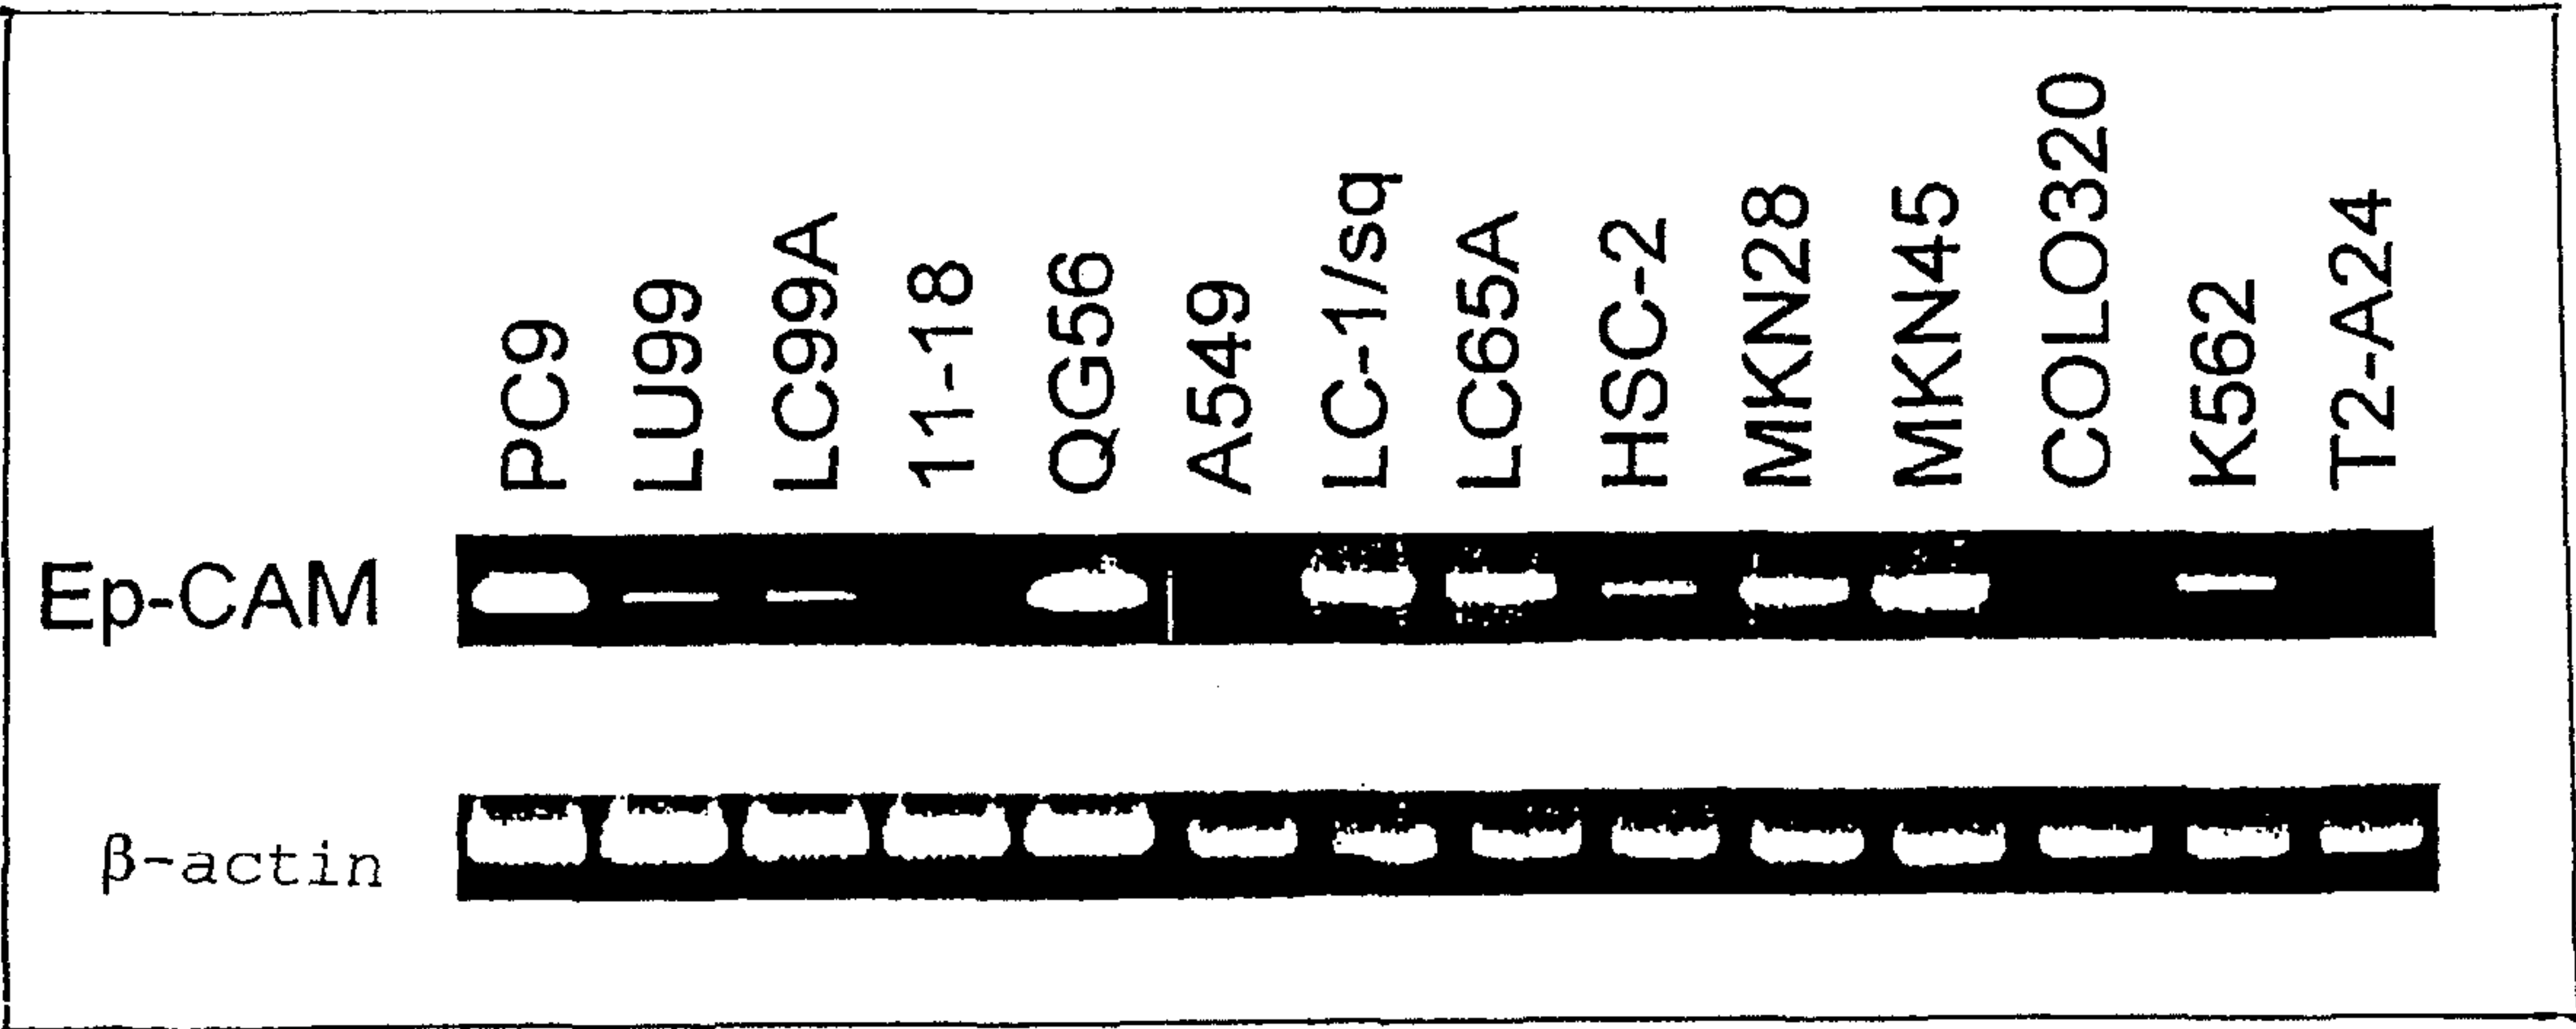 PC9
LU99
LC99A
11-18
QG56
A549
LC-1/sq
LC65A
HSC-2
MKN28
MKN45
COLO320
K562
T2-A24
Ep-CAM
β-actin